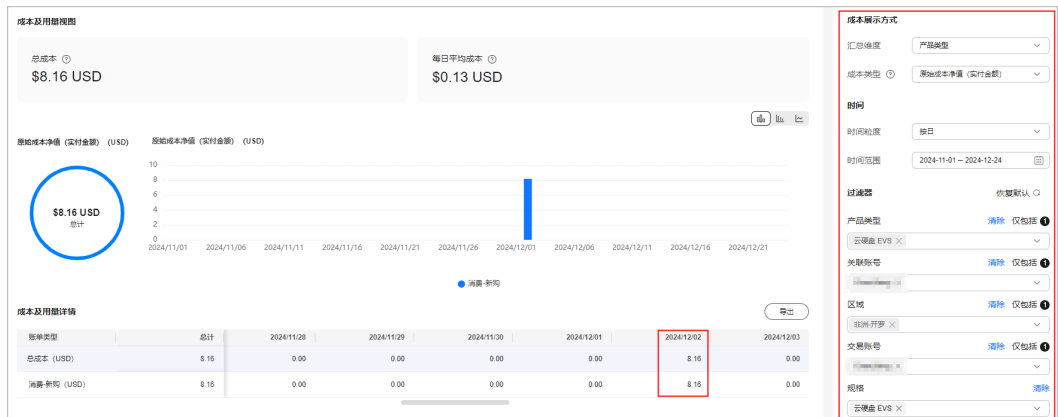 成本及用量视图
总成本 ?
$8.16 USD
每日平均成本 ?
$0.13 USD
原始成本净值（实付金额）（USD）
$8.16 USD
总计
原始成本净值（实付金额）（USD）
10
8
6
4
2
0
2024/11/01 2024/11/06 2024/11/11 2024/11/16 2024/11/21 2024/11/26 2024/12/01 2024/12/06 2024/12/11 2024/12/16 2024/12/21
消费-新购
成本及用量详情
导出
账单类型 总计 2024/11/28 2024/11/29 2024/11/30 2024/12/01 2024/12/02 2024/12/03
总成本（USD） 8.16 0.00 0.00 0.00 0.00 8.16 0.00
消费-新购（USD） 8.16 0.00 0.00 0.00 0.00 8.16 0.00
成本展示方式
汇总维度 产品类型
成本类型 ? 原始成本净值（实付金额）
时间
时间粒度 按日
时间范围 2024-11-01 – 2024-12-24
过滤器 恢复默认
产品类型 清除 仅包括 1
云硬盘 EVS ×
关联账号 清除 仅包括 1
区域 清除 仅包括 1
非洲-开罗 ×
交易账号 清除 仅包括 1
规格 清除
云硬盘 EVS ×